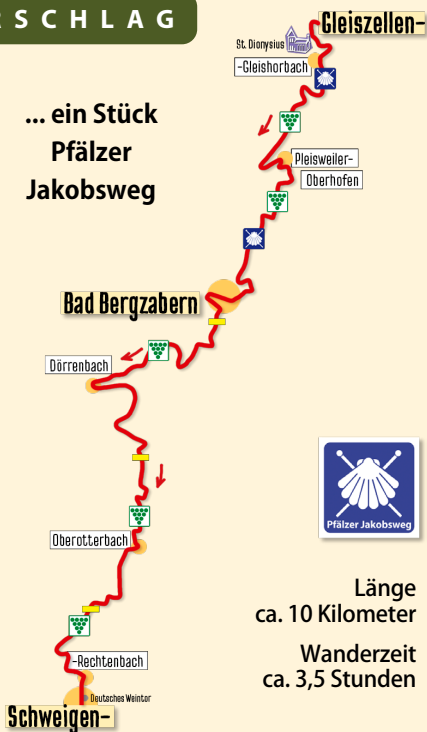 RSCHLAG
Gleiszellen-
St. Dionysius
-Gleishorbach
... ein Stück
Pfälzer
Jakobsweg
Pleisweiler-
Oberhofen
Bad Bergzabern
Dörrenbach
Pfälzer Jakobsweg
Oberotterbach
Länge
ca. 10 Kilometer
Wanderzeit
ca. 3,5 Stunden
-Rechtenbach
Deutsches Weintor
Schweigen-